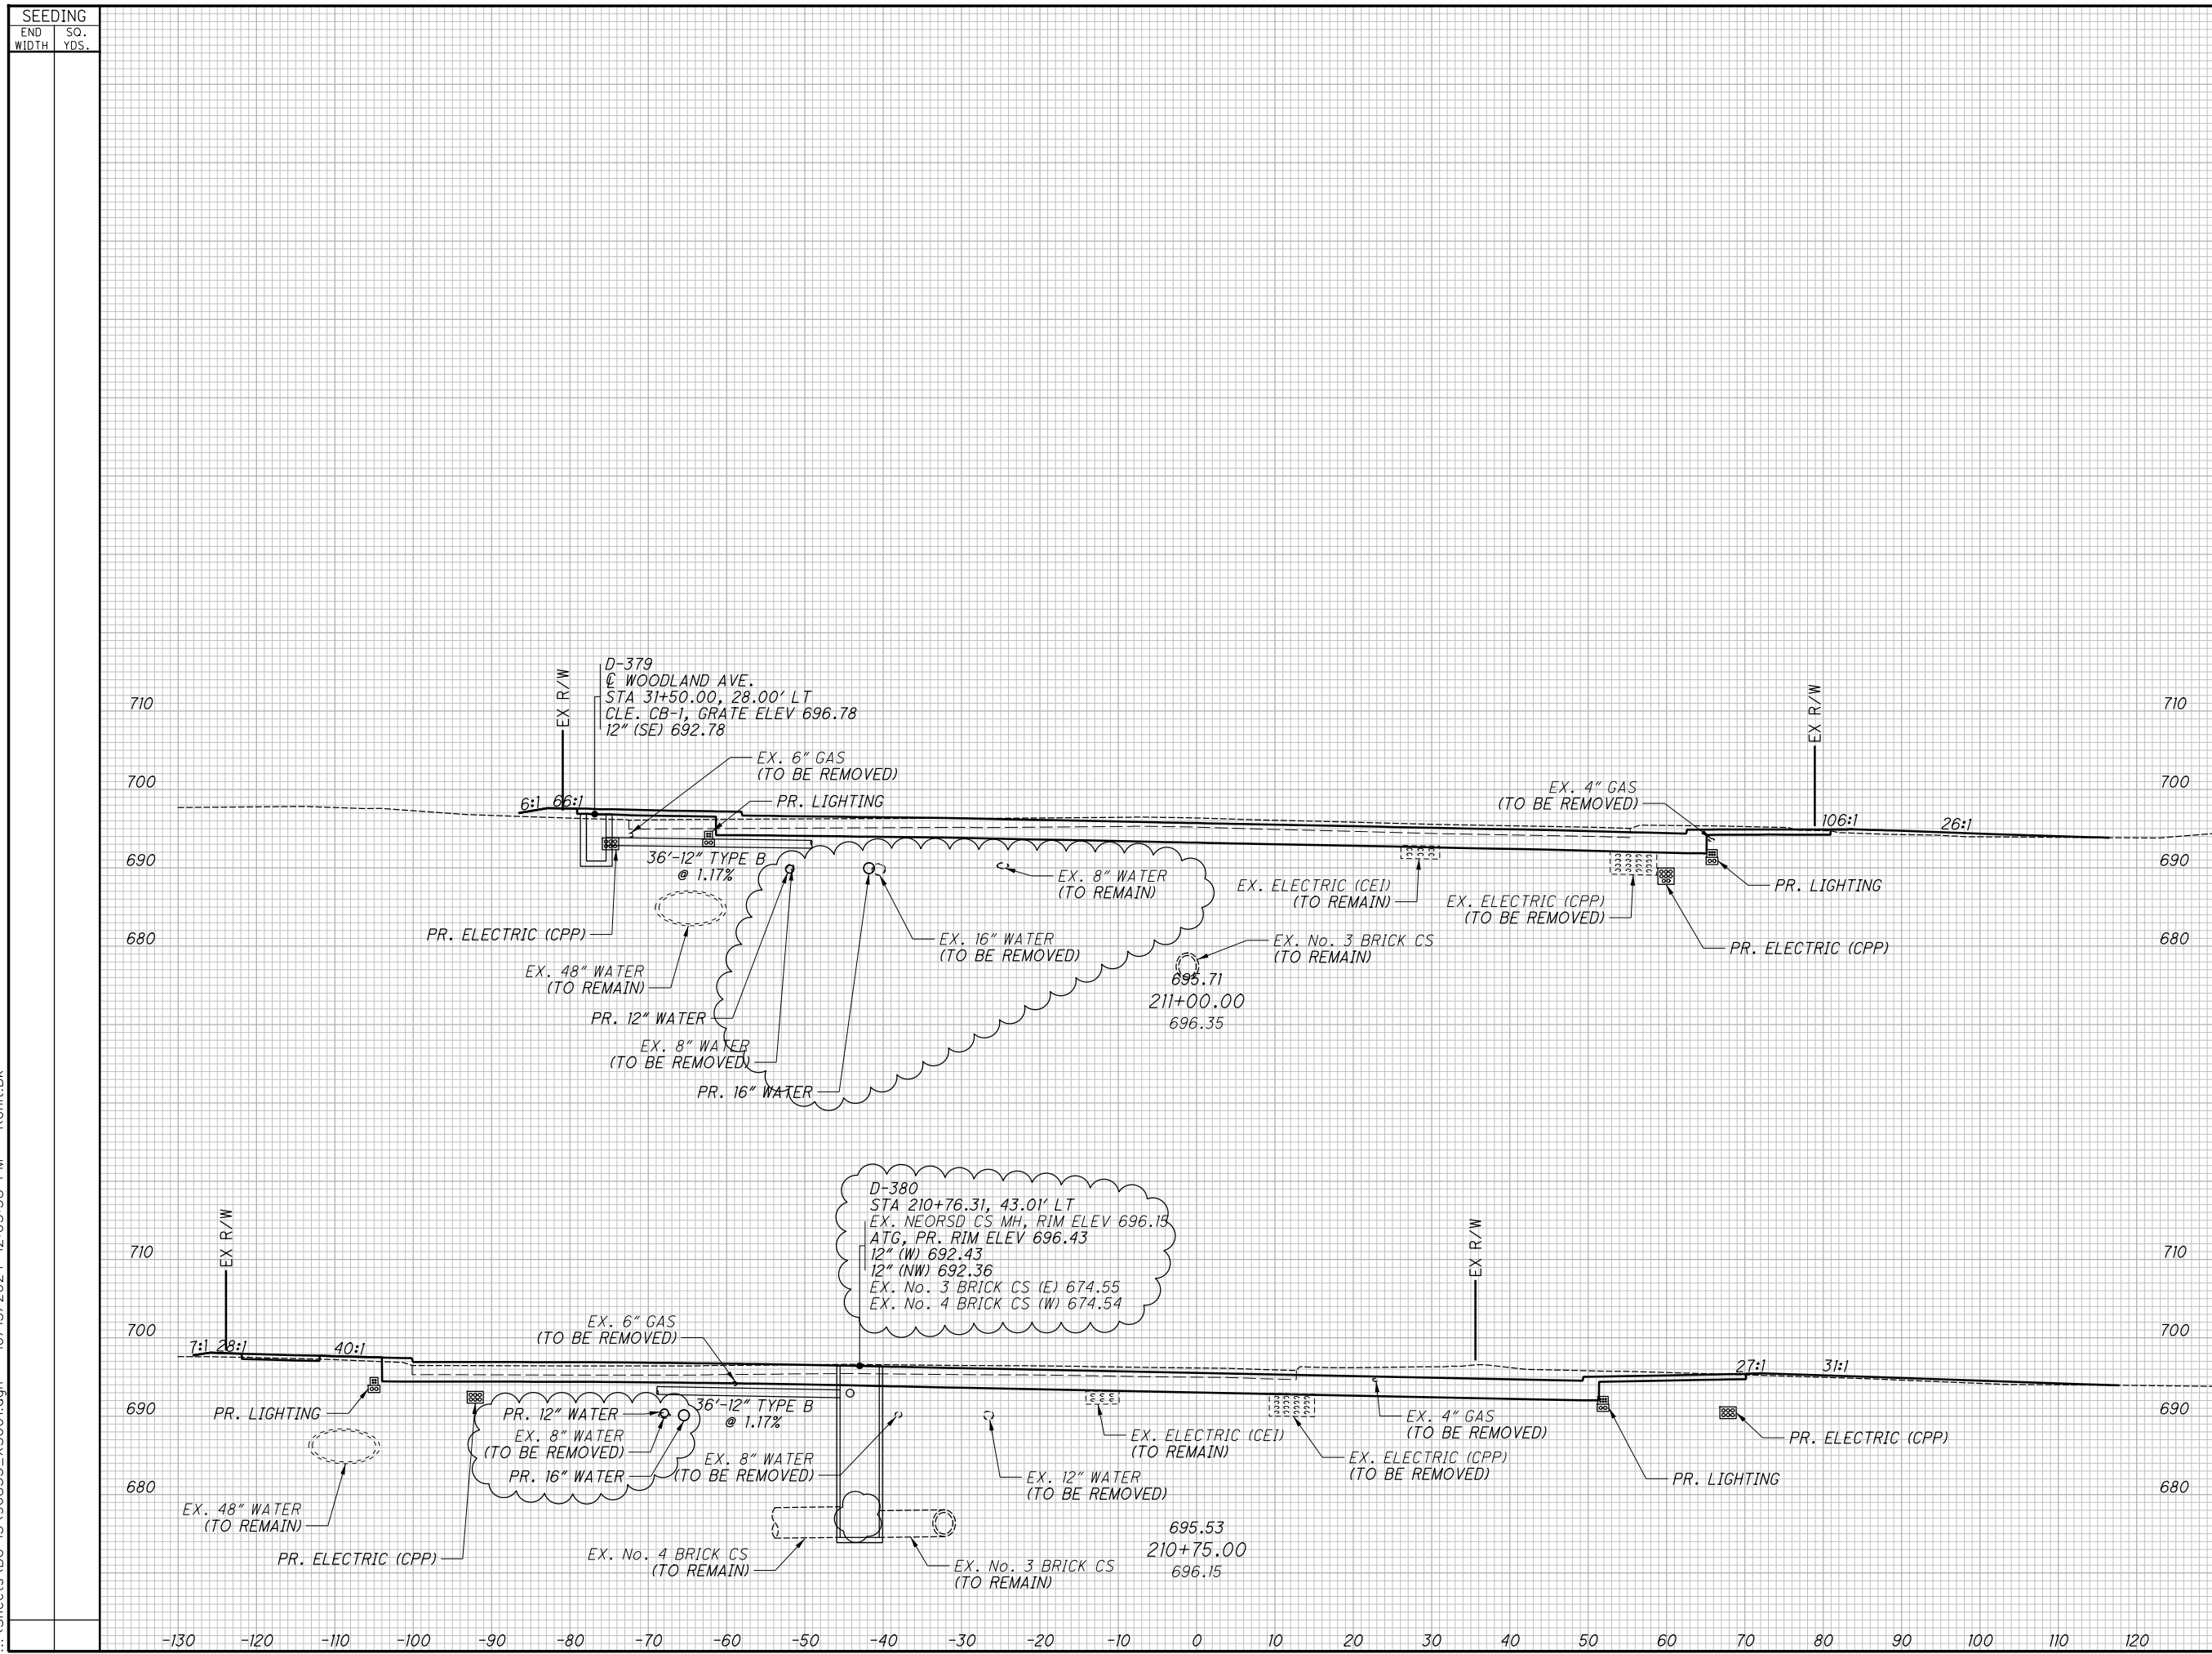 SEEDING
END WIDTH
SQ. YDS.
D-379
℄ WOODLAND AVE.
STA 31+50.00, 28.00' LT
CLE. CB-1, GRATE ELEV 696.78
12" (SE) 692.78
EX R/W
EX R/W
710
710
EX. 6" GAS
(TO BE REMOVED)
PR. LIGHTING
EX. 4" GAS
(TO BE REMOVED)
700
700
6:1
66:1
106:1
26:1
690
690
36'-12" TYPE B
@ 1.17%
EX. 8" WATER
(TO REMAIN)
EX. ELECTRIC (CEI)
(TO REMAIN)
EX. ELECTRIC (CPP)
(TO BE REMOVED)
PR. LIGHTING
680
680
PR. ELECTRIC (CPP)
EX. 16" WATER
(TO BE REMOVED)
EX. No. 3 BRICK CS
(TO REMAIN)
PR. ELECTRIC (CPP)
EX. 48" WATER
(TO REMAIN)
695.71
211+00.00
696.35
PR. 12" WATER
EX. 8" WATER
(TO BE REMOVED)
PR. 16" WATER
D-380
STA 210+76.31, 43.01' LT
EX. NEORSD CS MH, RIM ELEV 696.15
ATG, PR. RIM ELEV 696.43
12" (W) 692.43
12" (NW) 692.36
EX. No. 3 BRICK CS (E) 674.55
EX. No. 4 BRICK CS (W) 674.54
EX R/W
EX R/W
710
710
EX. 6" GAS
(TO BE REMOVED)
700
700
7:1
28:1
40:1
27:1
31:1
690
690
PR. LIGHTING
PR. 12" WATER
36'-12" TYPE B
@ 1.17%
EX. 4" GAS
(TO BE REMOVED)
EX. 8" WATER
(TO BE REMOVED)
EX. ELECTRIC (CEI)
(TO REMAIN)
PR. ELECTRIC (CPP)
EX. 8" WATER
(TO BE REMOVED)
EX. ELECTRIC (CPP)
(TO BE REMOVED)
PR. 16" WATER
EX. 12" WATER
(TO BE REMOVED)
PR. LIGHTING
680
680
EX. 48" WATER
(TO REMAIN)
PR. ELECTRIC (CPP)
EX. No. 4 BRICK CS
(TO REMAIN)
EX. No. 3 BRICK CS
(TO REMAIN)
695.53
210+75.00
696.15
-130 -120 -110 -100 -90 -80 -70 -60 -50 -40 -30 -20 -10 0 10 20 30 40 50 60 70 80 90 100 110 120